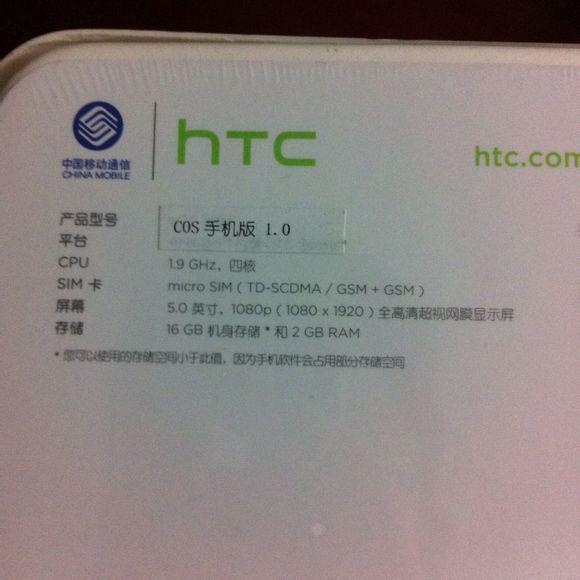 中国移动通信
CHINA MOBILE
hTC
htc.com
产品型号
平台
COS 手机版 1.0
CPU 1.9 GHz，四核
SIM 卡 micro SIM ( TD-SCDMA / GSM + GSM )
屏幕 5.0 英寸，1080p ( 1080 x 1920 ) 全高清超视网膜显示屏
存储 16 GB 机身存储 * 和 2 GB RAM
* 您可以使用的存储空间小于此值，因为手机软件会占用部分存储空间